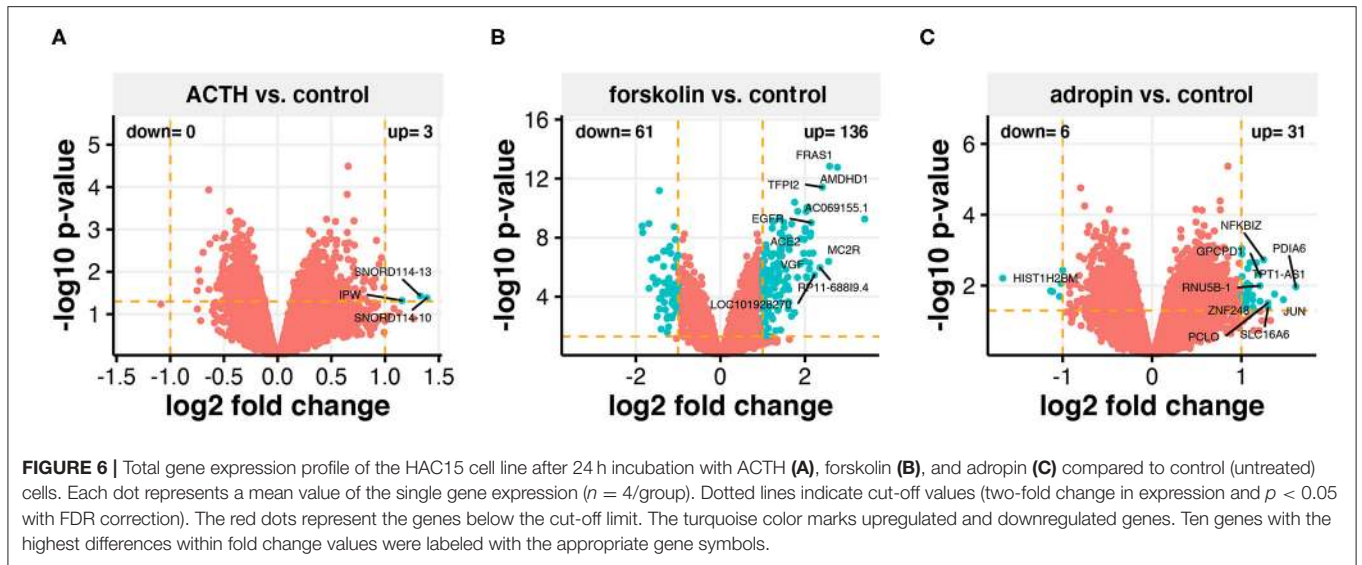 A
B
C
ACTH vs. control
forskolin vs. control
adropin vs. control
down= 0
up= 3
down= 61
up= 136
down= 6
up= 31
-log10 p-value
5
4
3
2
1
SNORD114-13
IPW
SNORD114-10
-1.5
-1.0
-0.5
0.0
0.5
1.0
1.5
log2 fold change
-log10 p-value
16
12
8
4
FRAS1
AMDHD1
TFPI2
AC069155.1
EGFR
ACE2
MC2R
VGF
RP11-688I9.4
LOC101928270
-2
0
2
log2 fold change
-log10 p-value
6
4
2
NFKBIZ
GPCPD1
PDIA6
TPT1-AS1
HIST1H2BM
RNU5B-1
ZNF248
JUN
PCLO
SLC16A6
-1
0
1
log2 fold change
FIGURE 6 | Total gene expression profile of the HAC15 cell line after 24 h incubation with ACTH (A), forskolin (B), and adropin (C) compared to control (untreated)
cells. Each dot represents a mean value of the single gene expression (n = 4/group). Dotted lines indicate cut-off values (two-fold change in expression and p < 0.05
with FDR correction). The red dots represent the genes below the cut-off limit. The turquoise color marks upregulated and downregulated genes. Ten genes with the
highest differences within fold change values were labeled with the appropriate gene symbols.